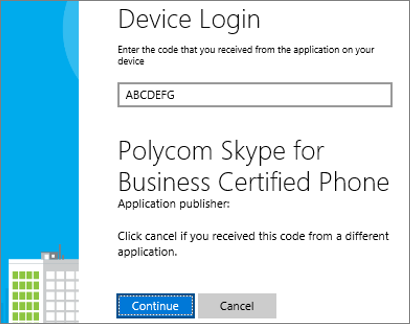 Device Login
Enter the code that you received from the application on your
device
ABCDEFG
Polycom Skype for
Business Certified Phone
Application publisher:
Click cancel if you received this code from a different
application.
Continue
Cancel